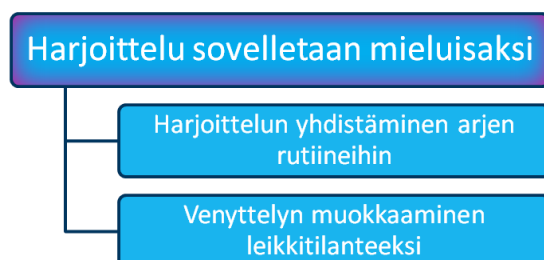 Harjoittelu sovelletaan mieluisaksi
Harjoittelun yhdistäminen arjen
rutiineihin
Venyttelyn muokkaaminen
leikkitilanteeksi